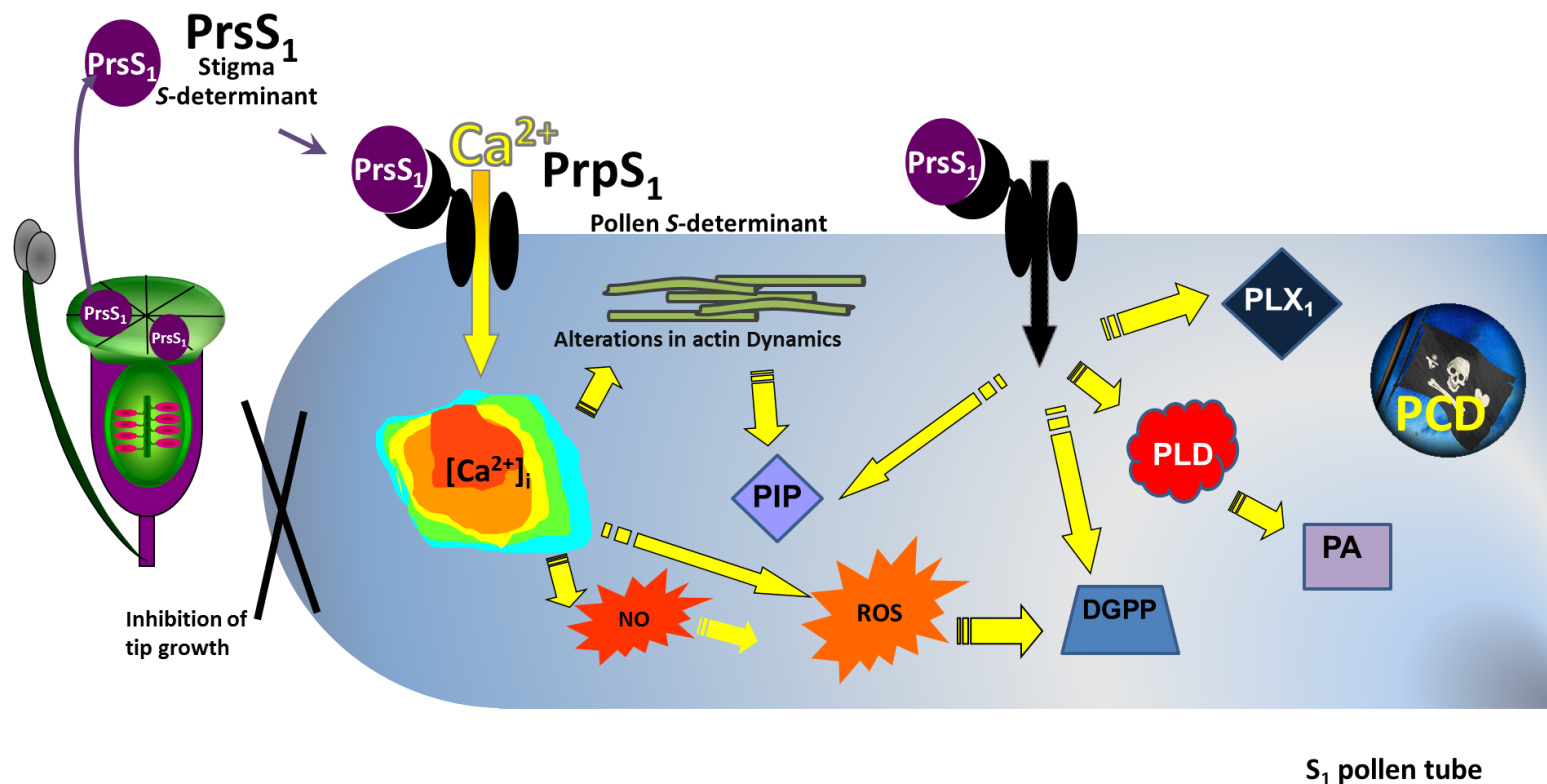 PrsS₁
PrsS₁
Stigma
S-determinant
PrsS₁
Ca²⁺
PrpS₁
Pollen S-determinant
PrsS₁
PrsS₁
PrsS₁
Alterations in actin Dynamics
PLX₁
PCD
[Ca²⁺]ᵢ
PIP
PLD
PA
NO
ROS
DGPP
Inhibition of
tip growth
S₁ pollen tube